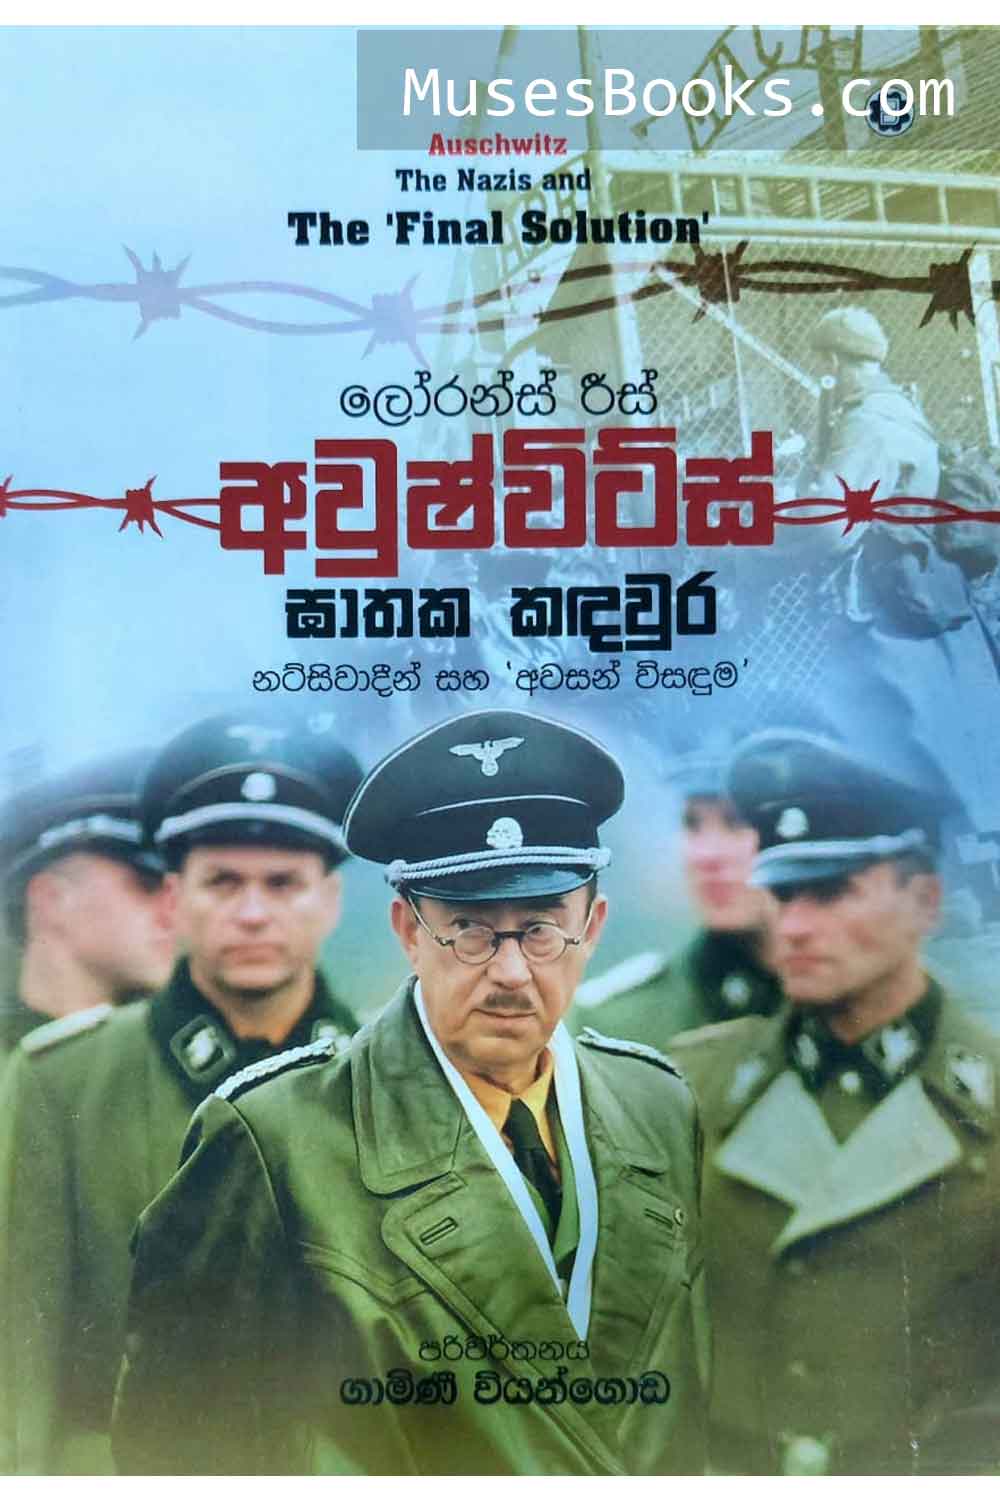 MusesBooks.com
Auschwitz
The Nazis and
The 'Final Solution'
ලෝරන්ස් රීස්
අවුෂ්විට්ස්
ඝාතක කඳවුර
නට්සිවාදීන් සහ ‘අවසන් විසඳුම’
පරිවර්තනය
ගාමිණී වියන්ගොඩ